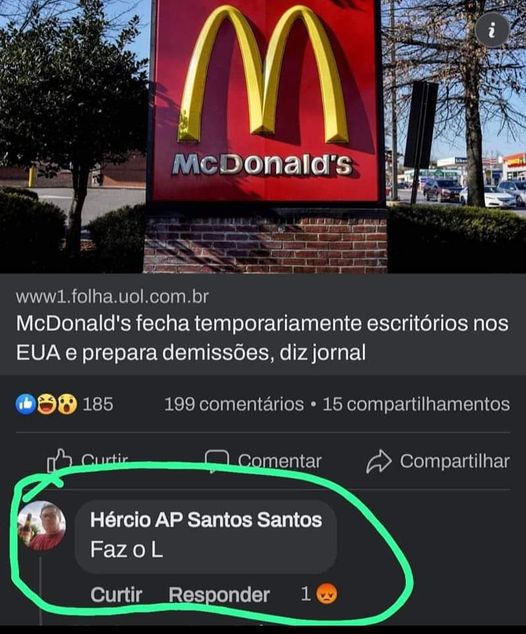 McDonald's
www1.folha.uol.com.br
McDonald's fecha temporariamente escritórios nos
EUA e prepara demissões, diz jornal
185
199 comentários • 15 compartilhamentos
Curtir
Comentar
Compartilhar
Hércio AP Santos Santos
Faz o L
Curtir Responder 1